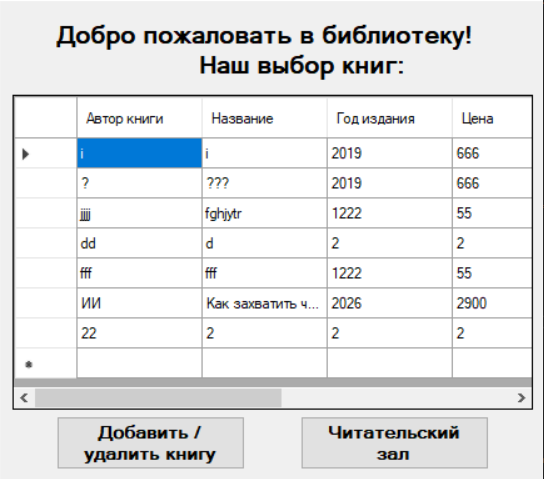 Добро пожаловать в библиотеку!
Наш выбор книг:
Автор книги Название Год издания Цена
i i 2019 666
? ??? 2019 666
jjjj fghjytr 1222 55
dd d 2 2
fff fff 1222 55
ИИ Как захватить ч... 2026 2900
22 2 2 2
Добавить / удалить книгу
Читательский зал